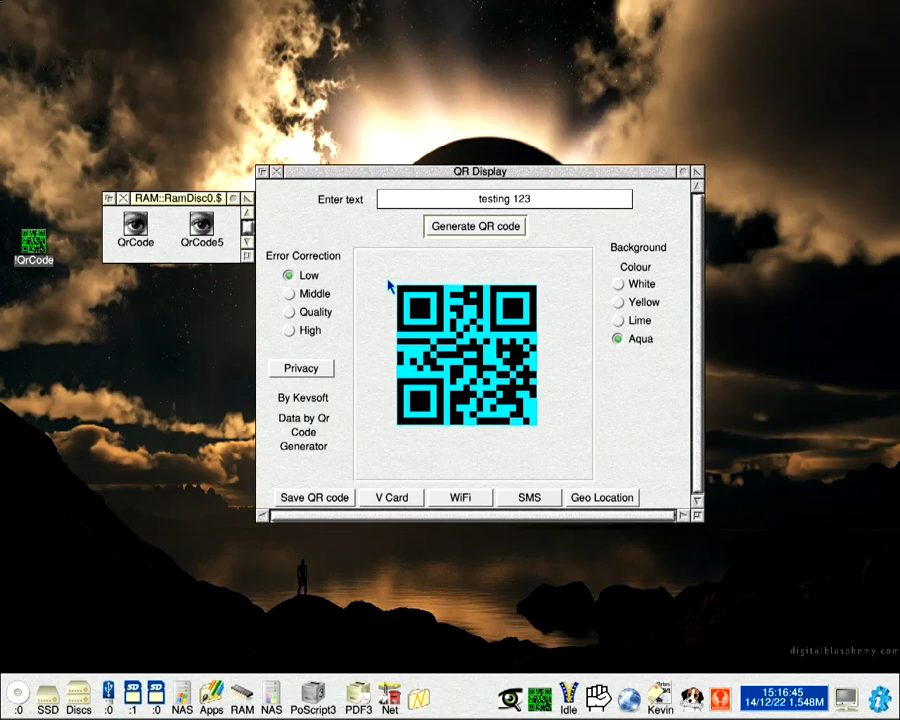 QR Display
Enter text
testing 123
Generate QR code
RAM::RamDisc0.$
QrCode
QrCode5
!QrCode
Error Correction
Low
Middle
Quality
High
Background
Colour
White
Yellow
Lime
Aqua
Privacy
By Kevsoft
Data by Qr
Code
Generator
Save QR code
V Card
WiFi
SMS
Geo Location
digitalblasphemy.com
:0
SSD
Discs
:0
SD
:1
SD
:0
NAS
Apps
RAM
NAS
PoScript3
PDF3
Net
Idle
Kevin
15:16:45
14/12/22 1,548M